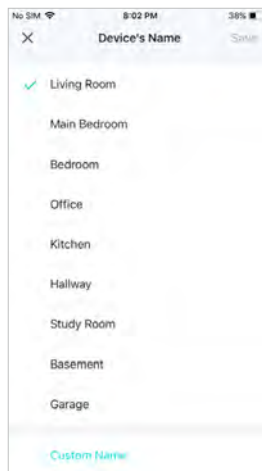 No SIM 8:02 PM 38%
Device's Name Save
Living Room
Main Bedroom
Bedroom
Office
Kitchen
Hallway
Study Room
Basement
Garage
Custom Name